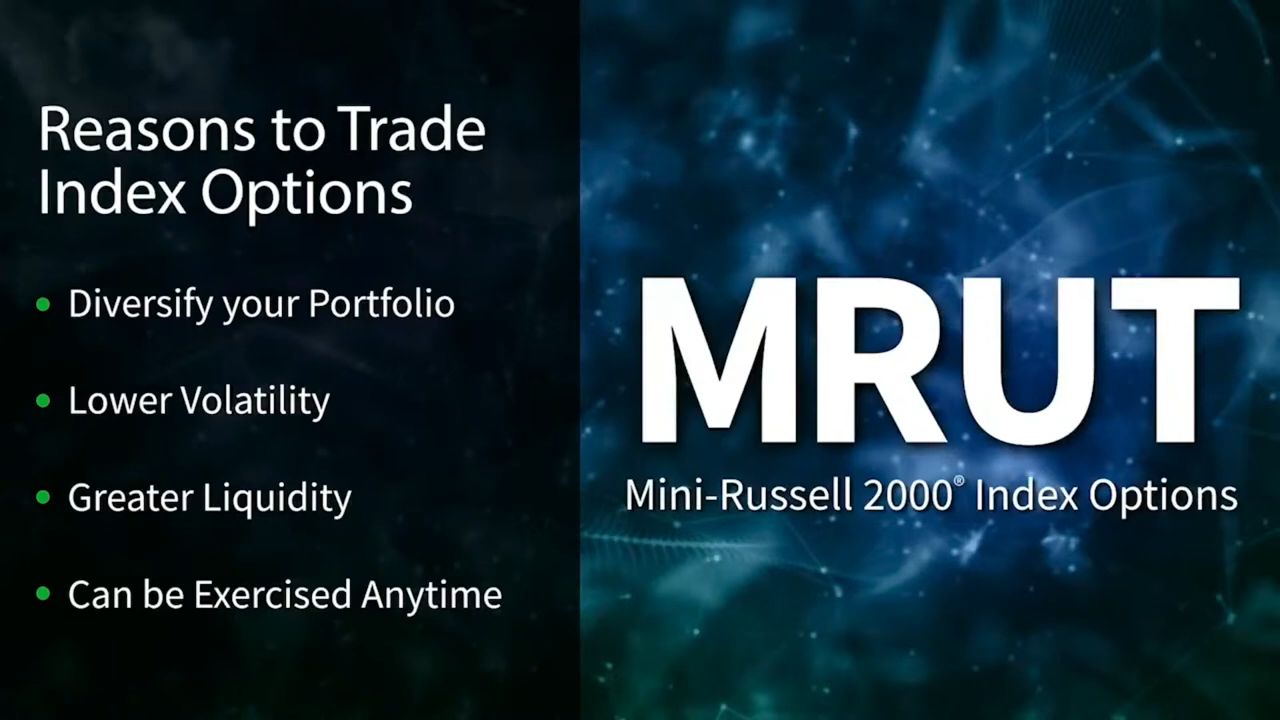 Reasons to Trade
Index Options
Diversify your Portfolio
Lower Volatility
Greater Liquidity
Can be Exercised Anytime
MRUT
Mini-Russell 2000® Index Options